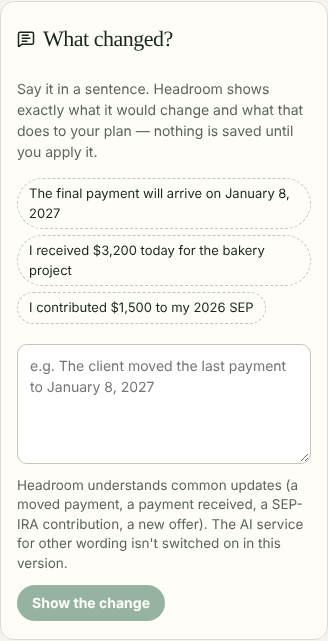 What changed?
Say it in a sentence. Headroom shows
exactly what it would change and what that
does to your plan — nothing is saved until
you apply it.
The final payment will arrive on January 8,
2027
I received $3,200 today for the bakery
project
I contributed $1,500 to my 2026 SEP
e.g. The client moved the last payment
to January 8, 2027
Headroom understands common updates (a
moved payment, a payment received, a SEP-
IRA contribution, a new offer). The AI service
for other wording isn't switched on in this
version.
Show the change